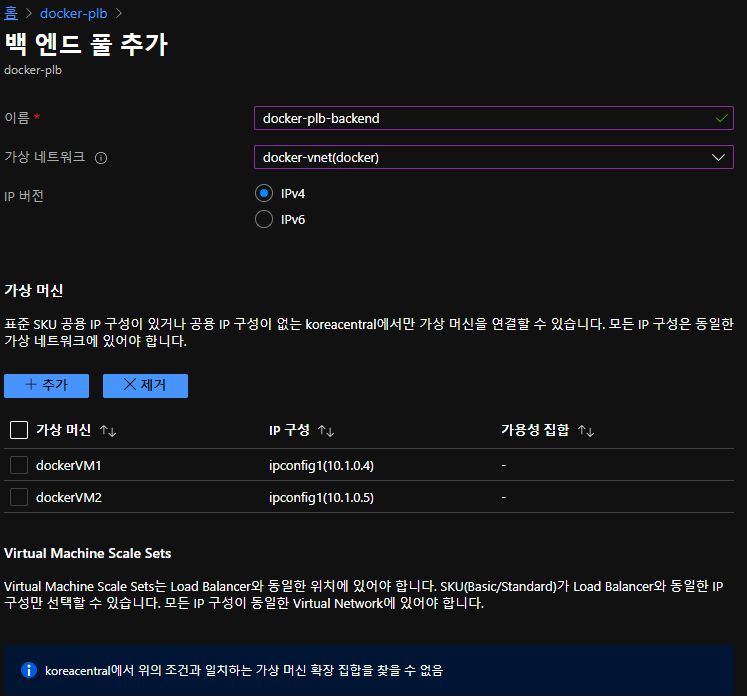 홈 > docker-plb >
백 엔드 풀 추가
docker-plb
이름 * docker-plb-backend
가상 네트워크 docker-vnet(docker)
IP 버전 IPv4
IPv6
가상 머신
표준 SKU 공용 IP 구성이 있거나 공용 IP 구성이 없는 koreacentral에서만 가상 머신을 연결할 수 있습니다. 모든 IP 구성은 동일한
가상 네트워크에 있어야 합니다.
+ 추가 × 제거
가상 머신 ↑↓ IP 구성 ↑↓ 가용성 집합 ↑↓
dockerVM1 ipconfig1(10.1.0.4) -
dockerVM2 ipconfig1(10.1.0.5) -
Virtual Machine Scale Sets
Virtual Machine Scale Sets는 Load Balancer와 동일한 위치에 있어야 합니다. SKU(Basic/Standard)가 Load Balancer와 동일한 IP
구성만 선택할 수 있습니다. 모든 IP 구성이 동일한 Virtual Network에 있어야 합니다.
koreacentral에서 위의 조건과 일치하는 가상 머신 확장 집합을 찾을 수 없음